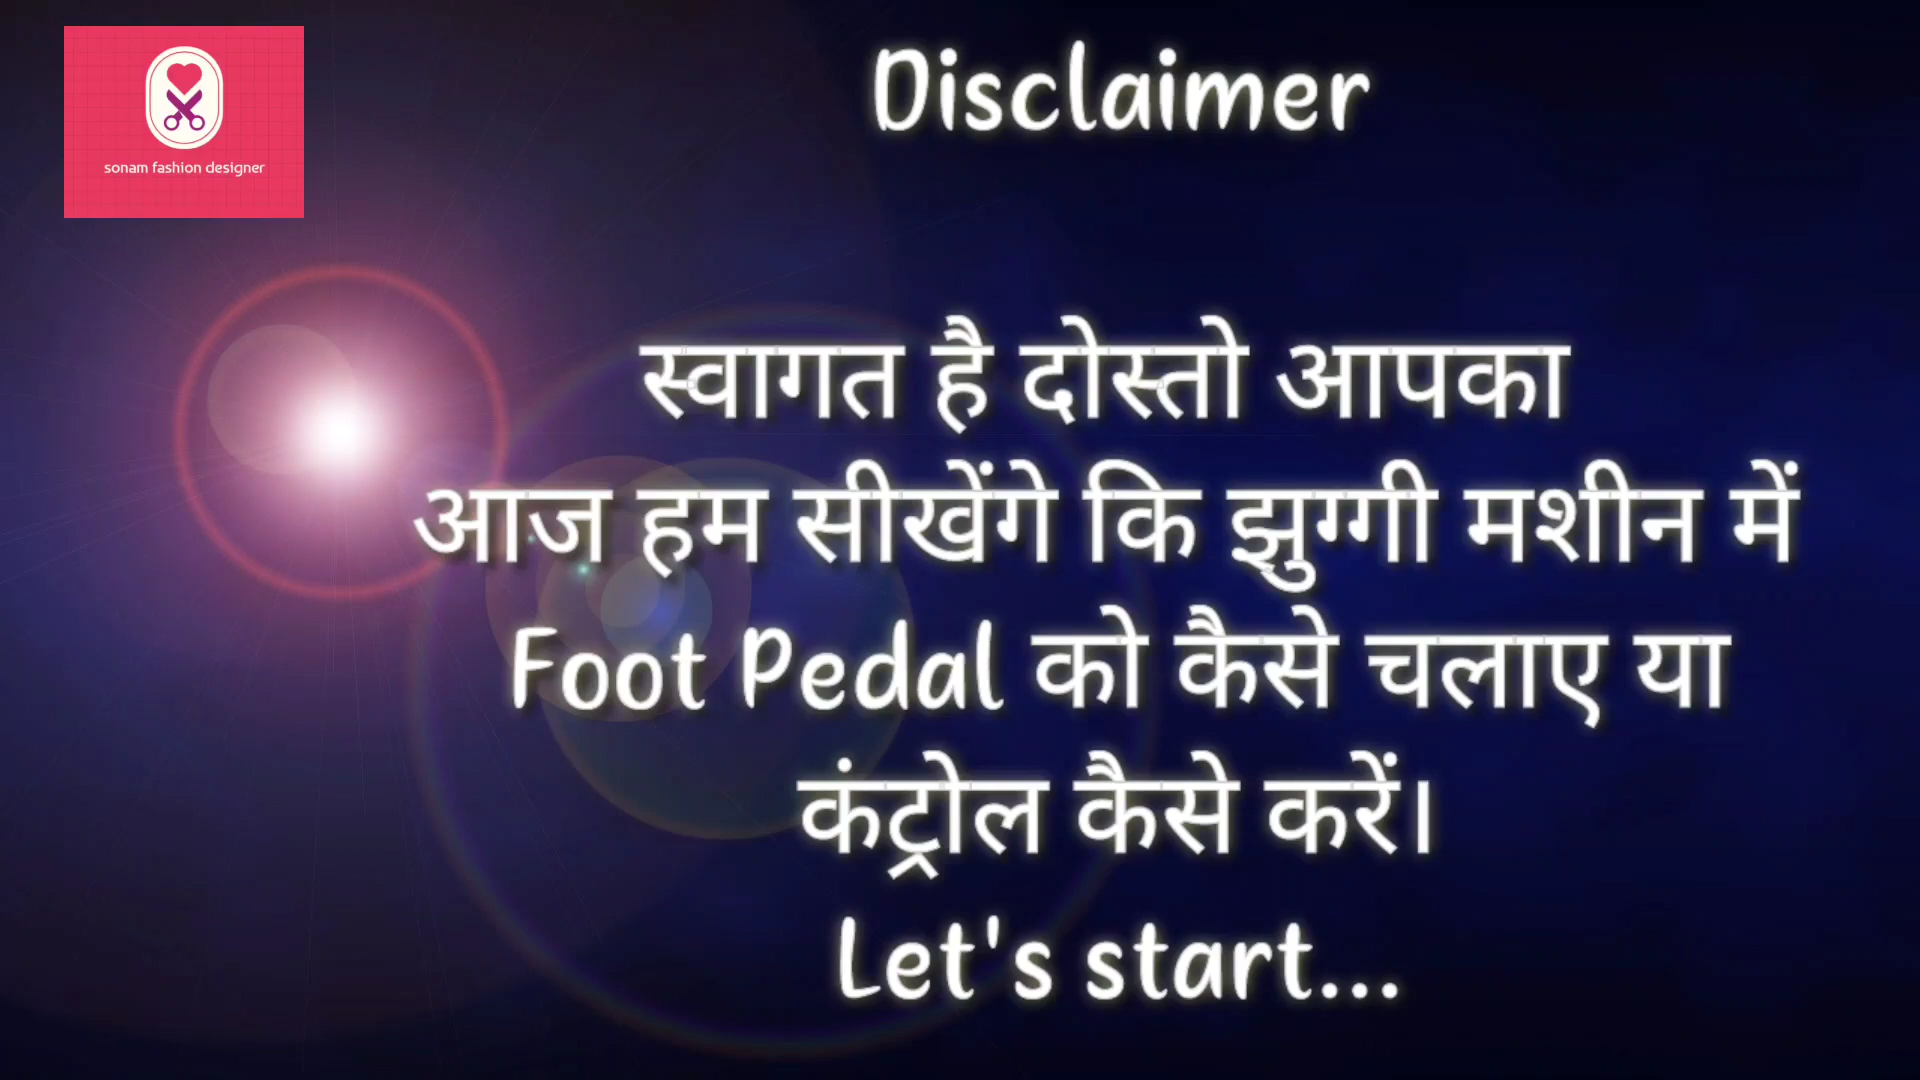 sonam fashion designer
Disclaimer
स्वागत है दोस्तो आपका
आज हम सीखेंगे कि झुग्गी मशीन में
Foot Pedal को कैसे चलाए या
कंट्रोल कैसे करें।
Let's start...